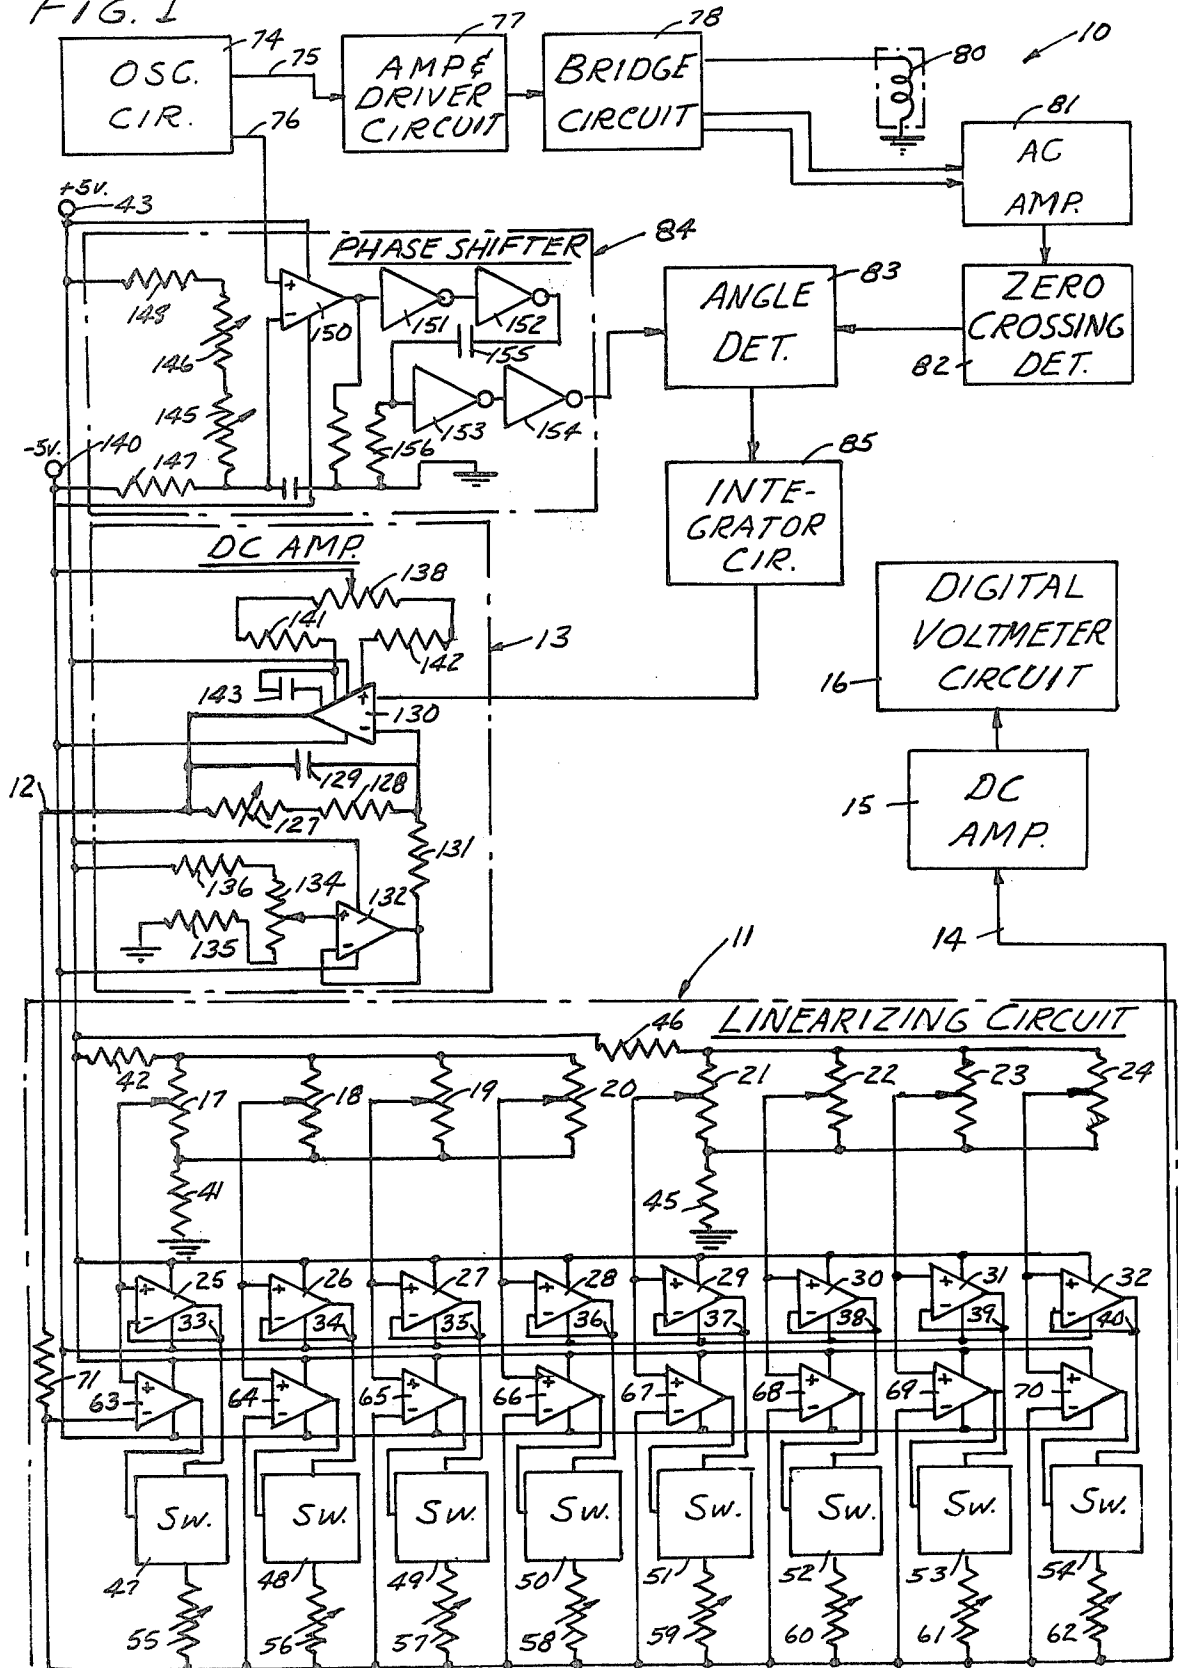 FIG. 1
74
OSC.
CIR.
75
76
77
AMP &
DRIVER
CIRCUIT
78
BRIDGE
CIRCUIT
80
10
81
AC
AMP.
+5v.
43
PHASE SHIFTER
84
148
146
145
147
-5v.
140
150
151
152
155
153
154
156
83
ANGLE
DET.
ZERO
CROSSING
DET.
82
85
INTE-
GRATOR
CIR.
DC AMP.
138
141
142
13
143
130
129
128
127
12
131
136
134
132
135
DIGITAL
VOLTMETER
CIRCUIT
16
15
DC
AMP.
14
11
LINEARIZING CIRCUIT
46
42
17
18
19
20
21
22
23
24
41
45
25
26
27
28
29
30
31
32
33
34
35
36
37
38
39
40
71
63
64
65
66
67
68
69
70
SW.
SW.
SW.
SW.
SW.
SW.
SW.
SW.
47
48
49
50
51
52
53
54
55
56
57
58
59
60
61
62